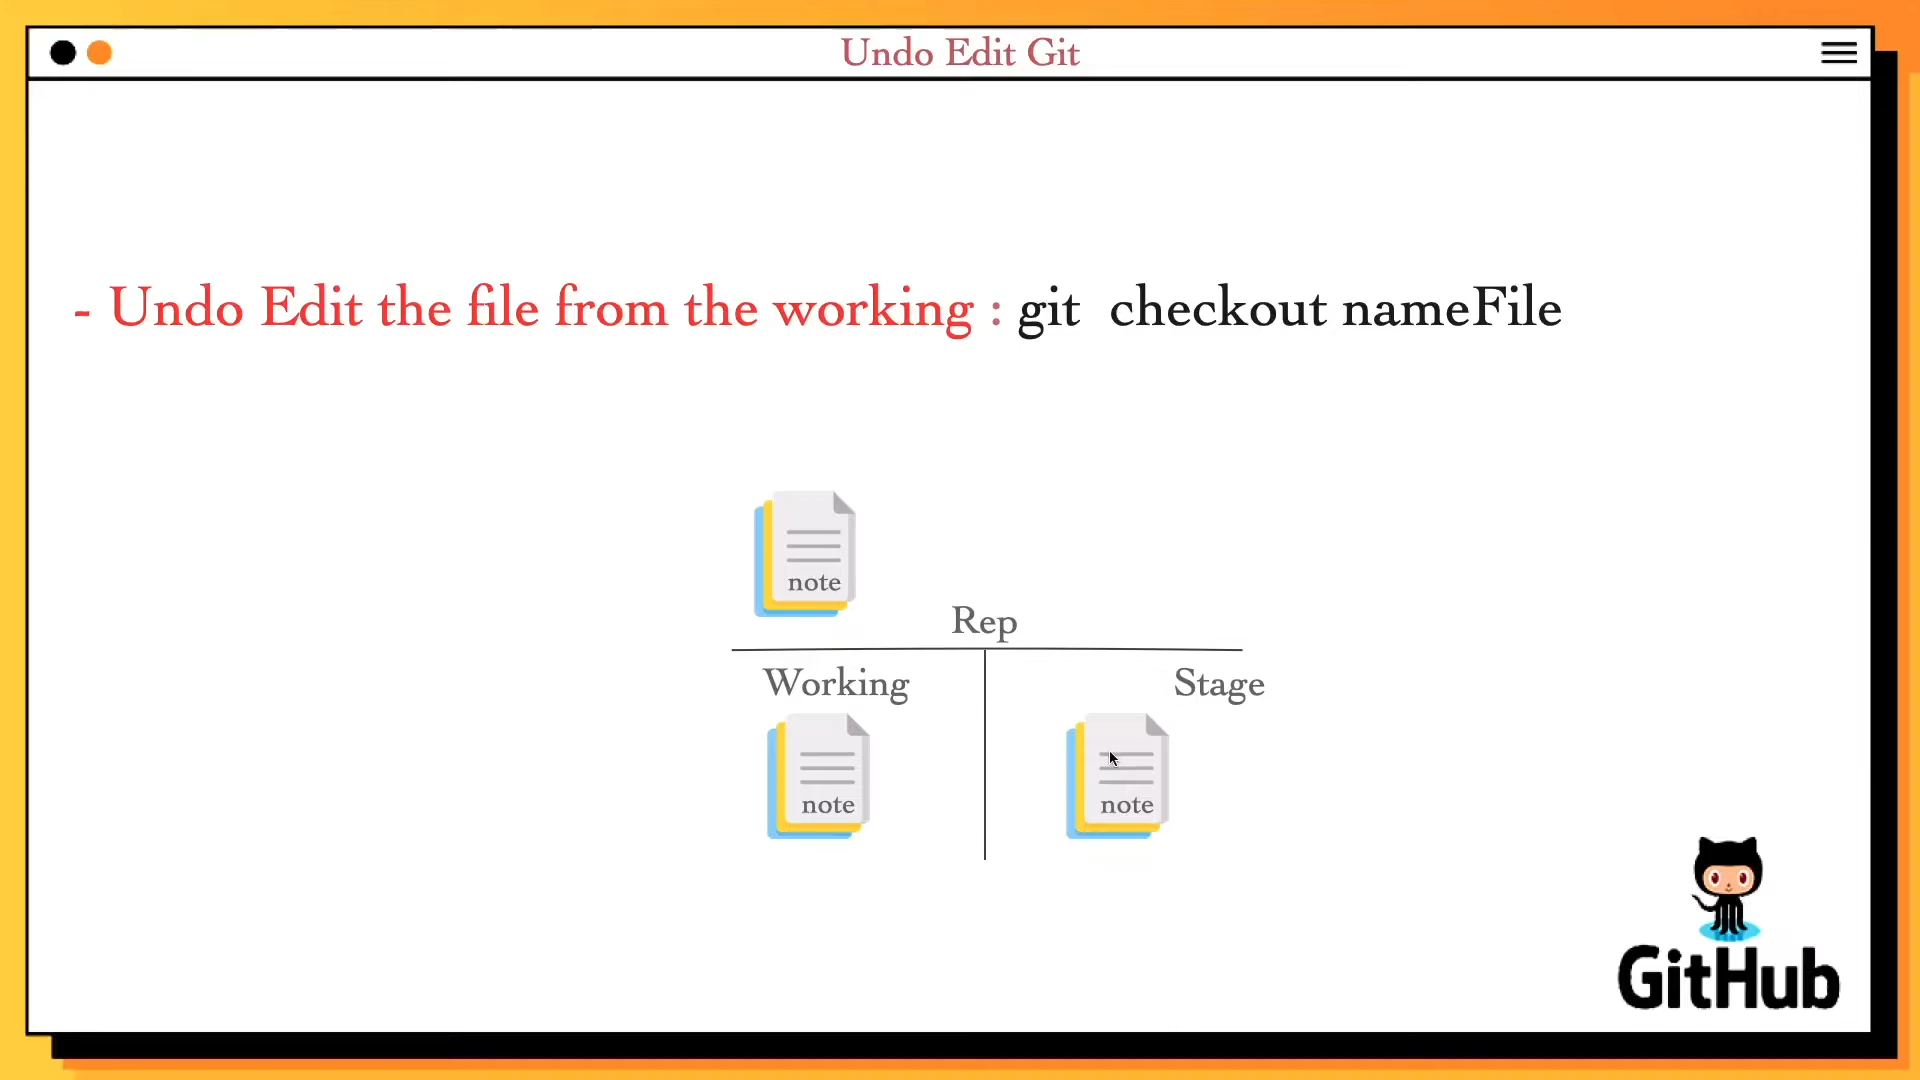 Undo Edit Git
- Undo Edit the file from the working : git checkout nameFile
note
Rep
Working
Stage
note
note
GitHub